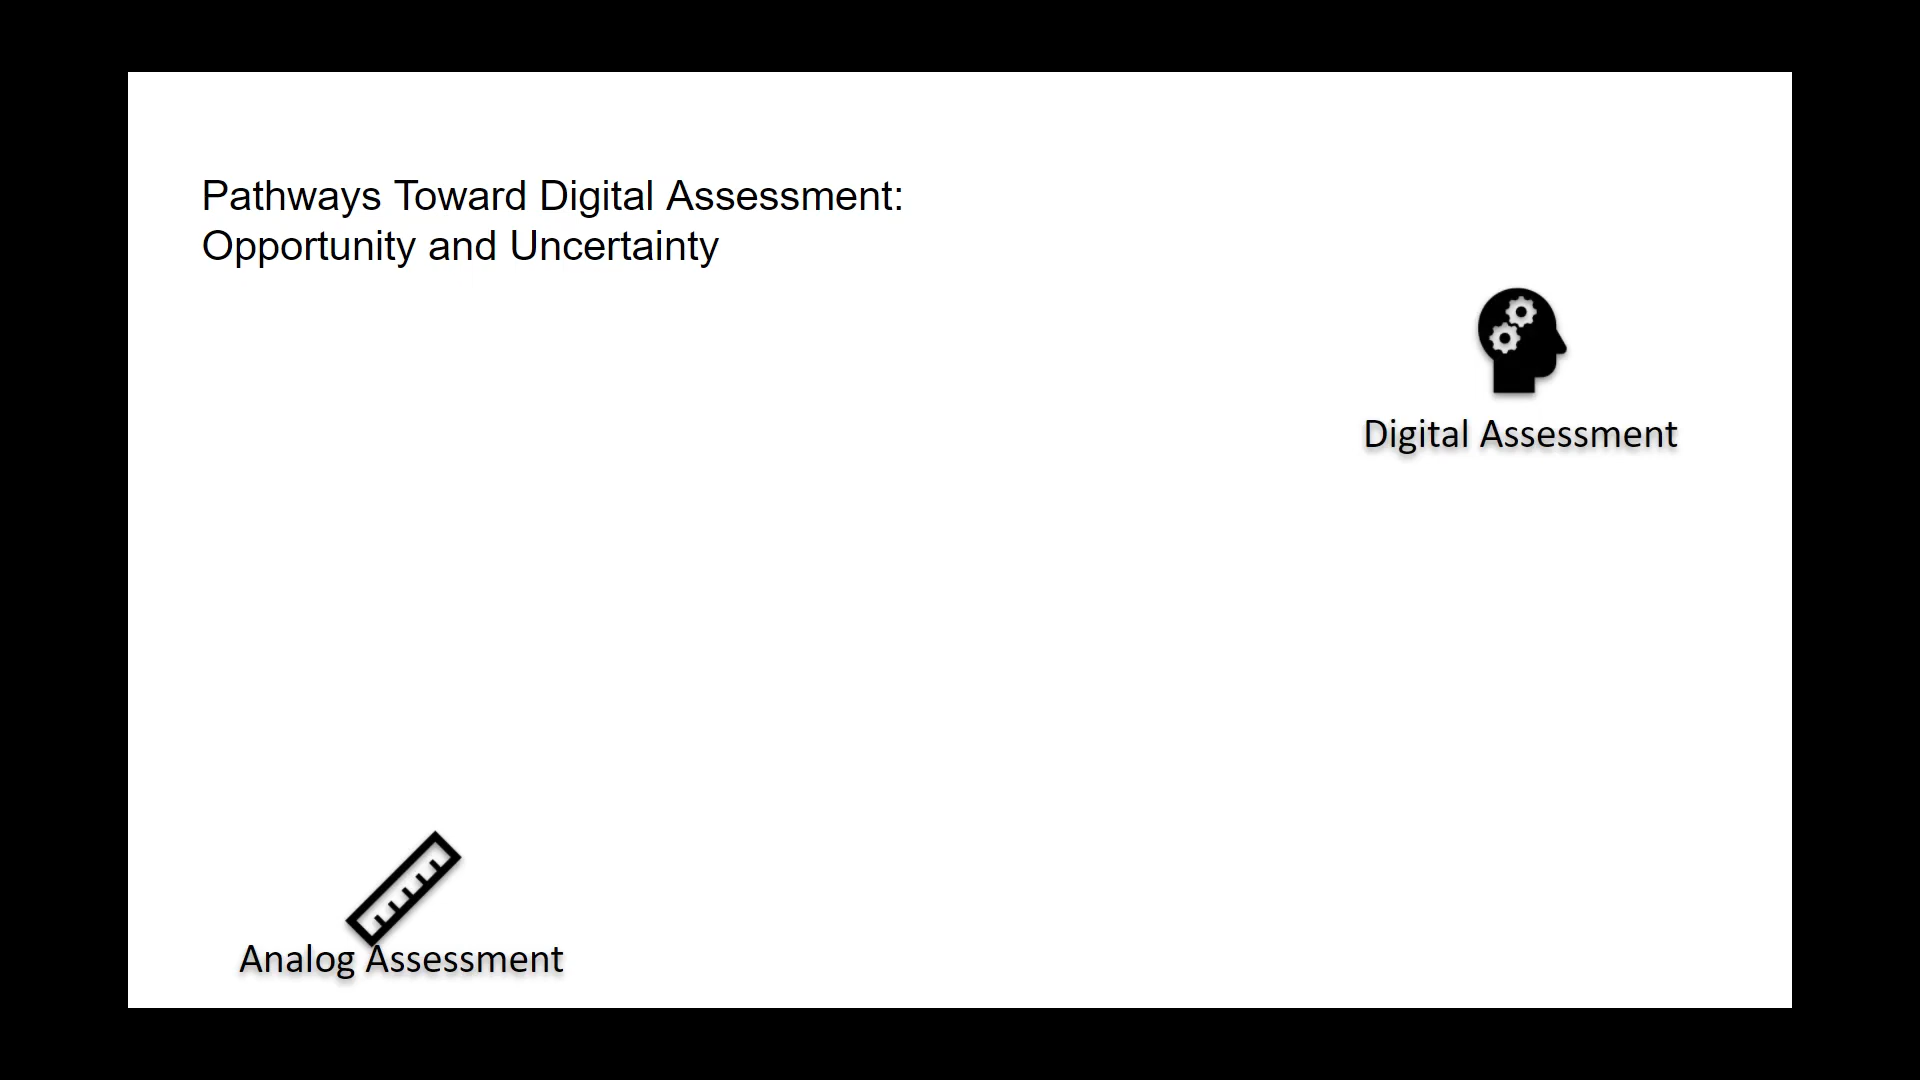 Pathways Toward Digital Assessment:
Opportunity and Uncertainty
Digital Assessment
Analog Assessment